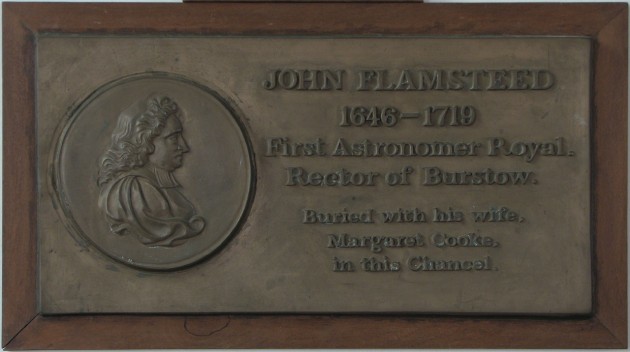 JOHN FLAMSTEED
1646-1719
First Astronomer Royal.
Rector of Burstow.
Buried with his wife,
Margaret Cooke,
in this Chancel.